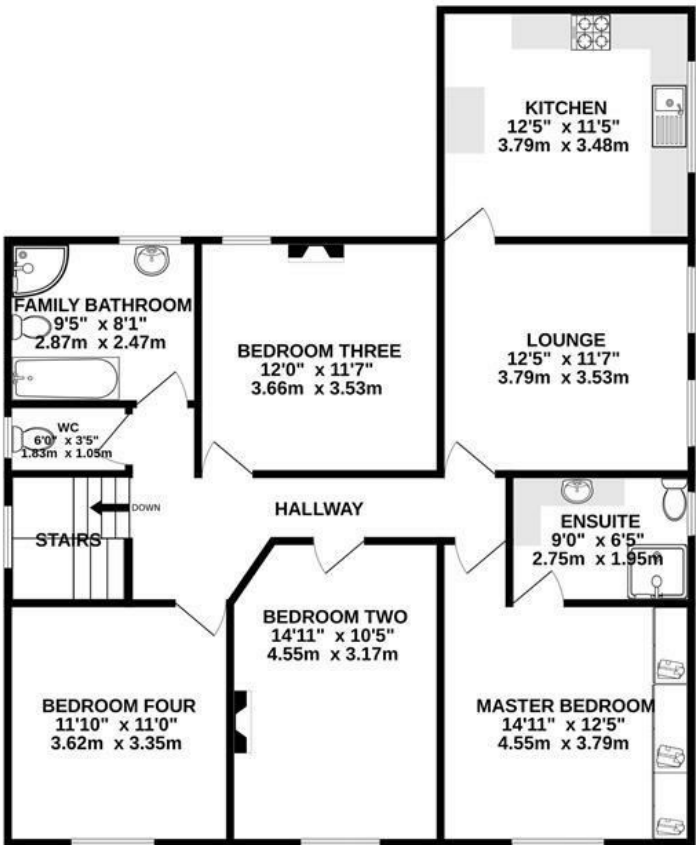 KITCHEN
12'5" x 11'5"
3.79m x 3.48m
FAMILY BATHROOM
9'5" x 8'1"
2.87m x 2.47m
BEDROOM THREE
12'0" x 11'7"
3.66m x 3.53m
LOUNGE
12'5" x 11'7"
3.79m x 3.53m
WC
6'0" x 3'5"
1.83m x 1.05m
DOWN
STAIRS
HALLWAY
ENSUITE
9'0" x 6'5"
2.75m x 1.95m
BEDROOM TWO
14'11" x 10'5"
4.55m x 3.17m
BEDROOM FOUR
11'10" x 11'0"
3.62m x 3.35m
MASTER BEDROOM
14'11" x 12'5"
4.55m x 3.79m